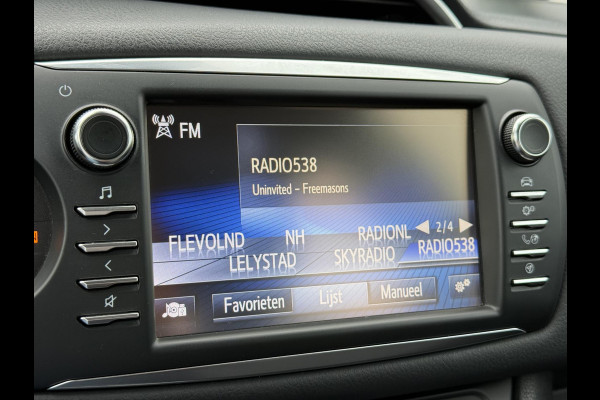 FM
RADIO538
Uninvited - Freemasons
2/4
FLEVOLND NH RADIONL
LELYSTAD SKYRADIO RADIO538
Favorieten Lijst Manueel